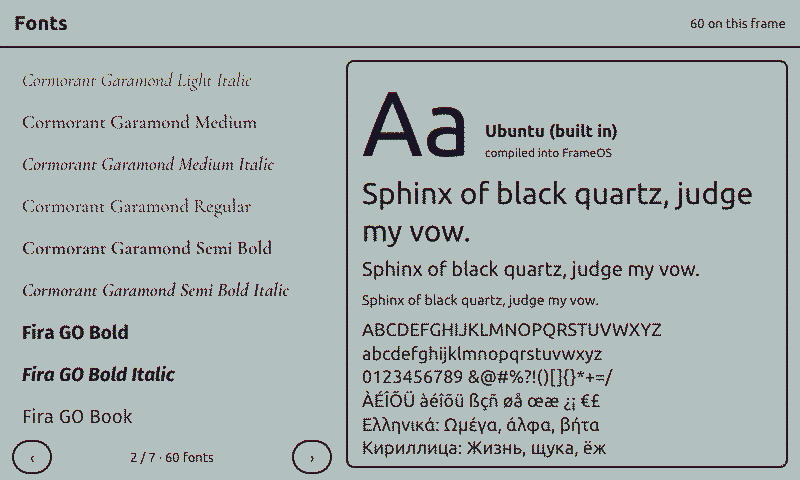 Fonts
60 on this frame
Cormorant Garamond Light Italic
Cormorant Garamond Medium
Cormorant Garamond Medium Italic
Cormorant Garamond Regular
Cormorant Garamond Semi Bold
Cormorant Garamond Semi Bold Italic
Fira GO Bold
Fira GO Bold Italic
Fira GO Book
‹
2 / 7 · 60 fonts
›
Aa
Ubuntu (built in)
compiled into FrameOS
Sphinx of black quartz, judge
my vow.
Sphinx of black quartz, judge my vow.
Sphinx of black quartz, judge my vow.
ABCDEFGHIJKLMNOPQRSTUVWXYZ
abcdefghijklmnopqrstuvwxyz
0123456789 &@#%?!()[]{}*+=/
ÀÉÎÕÜ àéîõü ßçñ øå œæ ¿¡ €£
Ελληνικά: Ωμέγα, άλφα, βήτα
Кириллица: Жизнь, щука, ёж